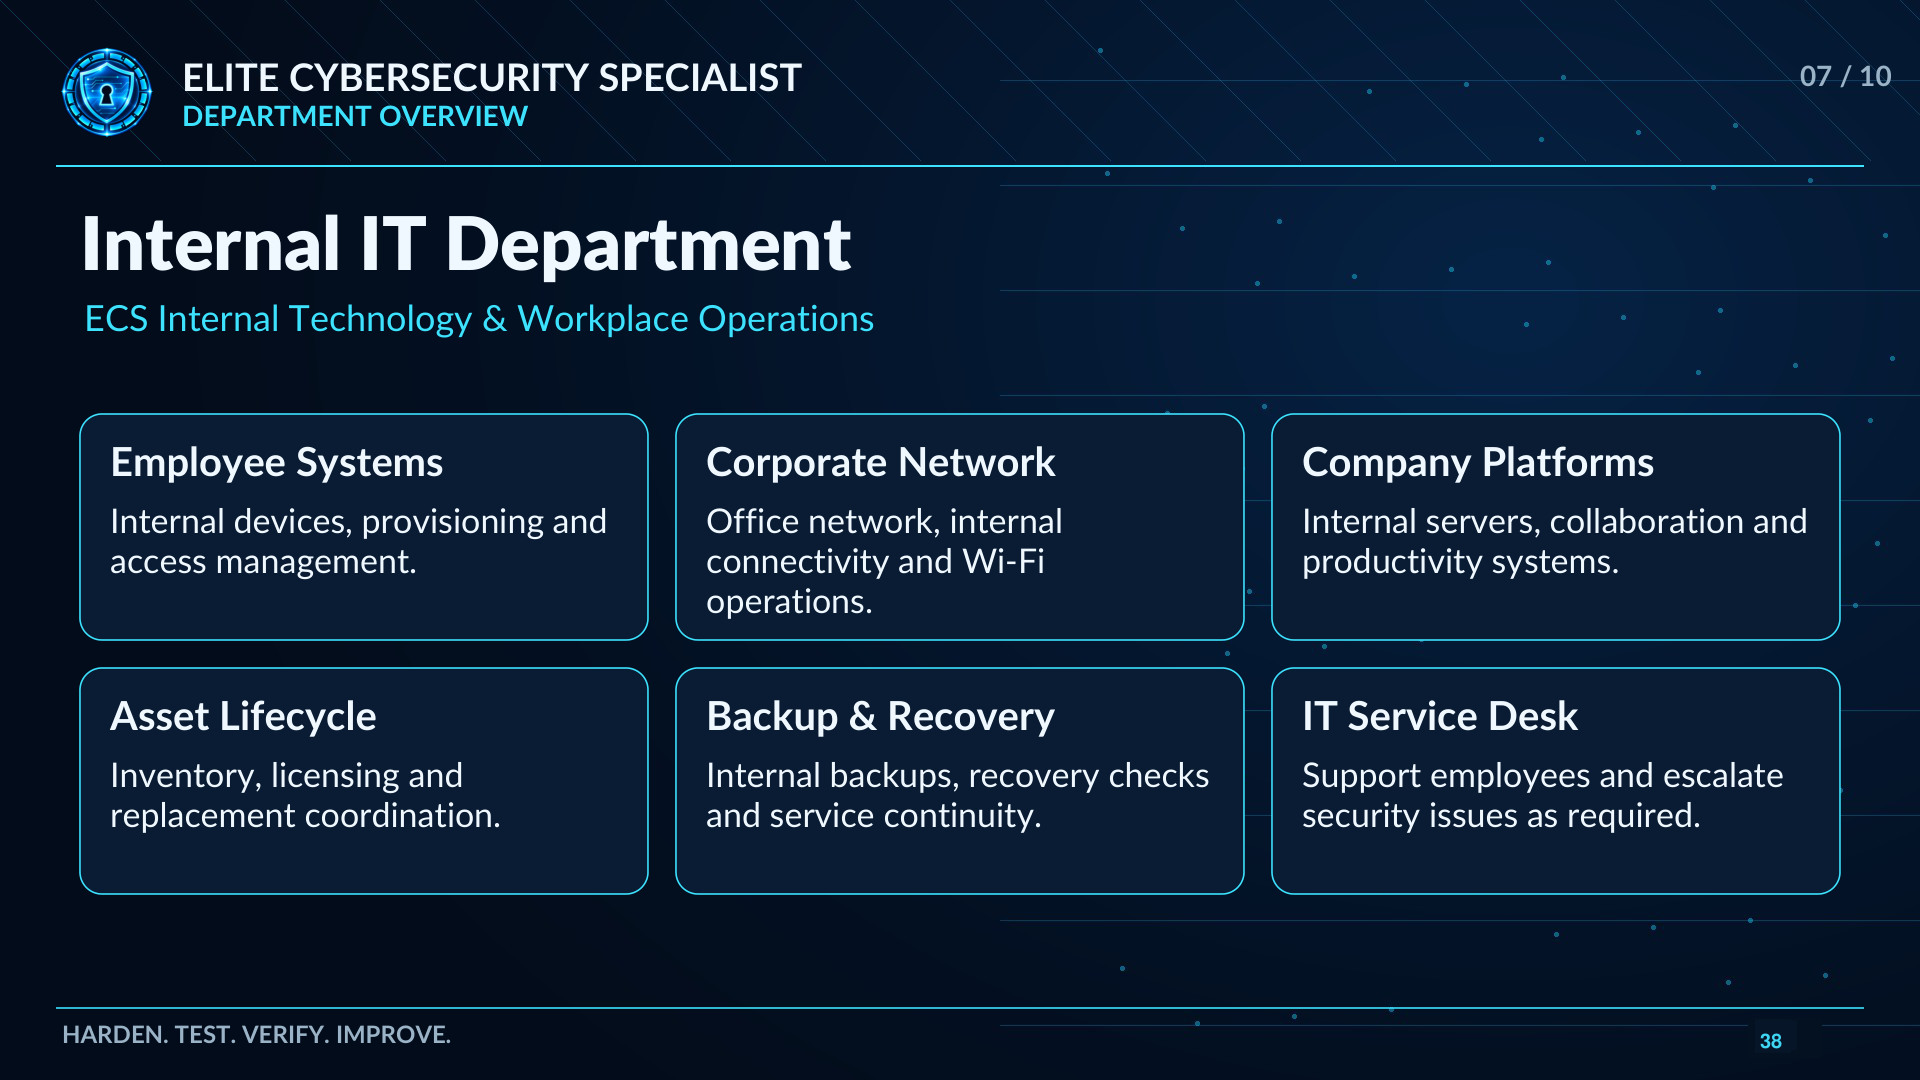 ELITE CYBERSECURITY SPECIALIST
DEPARTMENT OVERVIEW
07 / 10
Internal IT Department
ECS Internal Technology & Workplace Operations
Employee Systems
Internal devices, provisioning and
access management.
Corporate Network
Office network, internal
connectivity and Wi-Fi
operations.
Company Platforms
Internal servers, collaboration and
productivity systems.
Asset Lifecycle
Inventory, licensing and
replacement coordination.
Backup & Recovery
Internal backups, recovery checks
and service continuity.
IT Service Desk
Support employees and escalate
security issues as required.
HARDEN. TEST. VERIFY. IMPROVE.
38